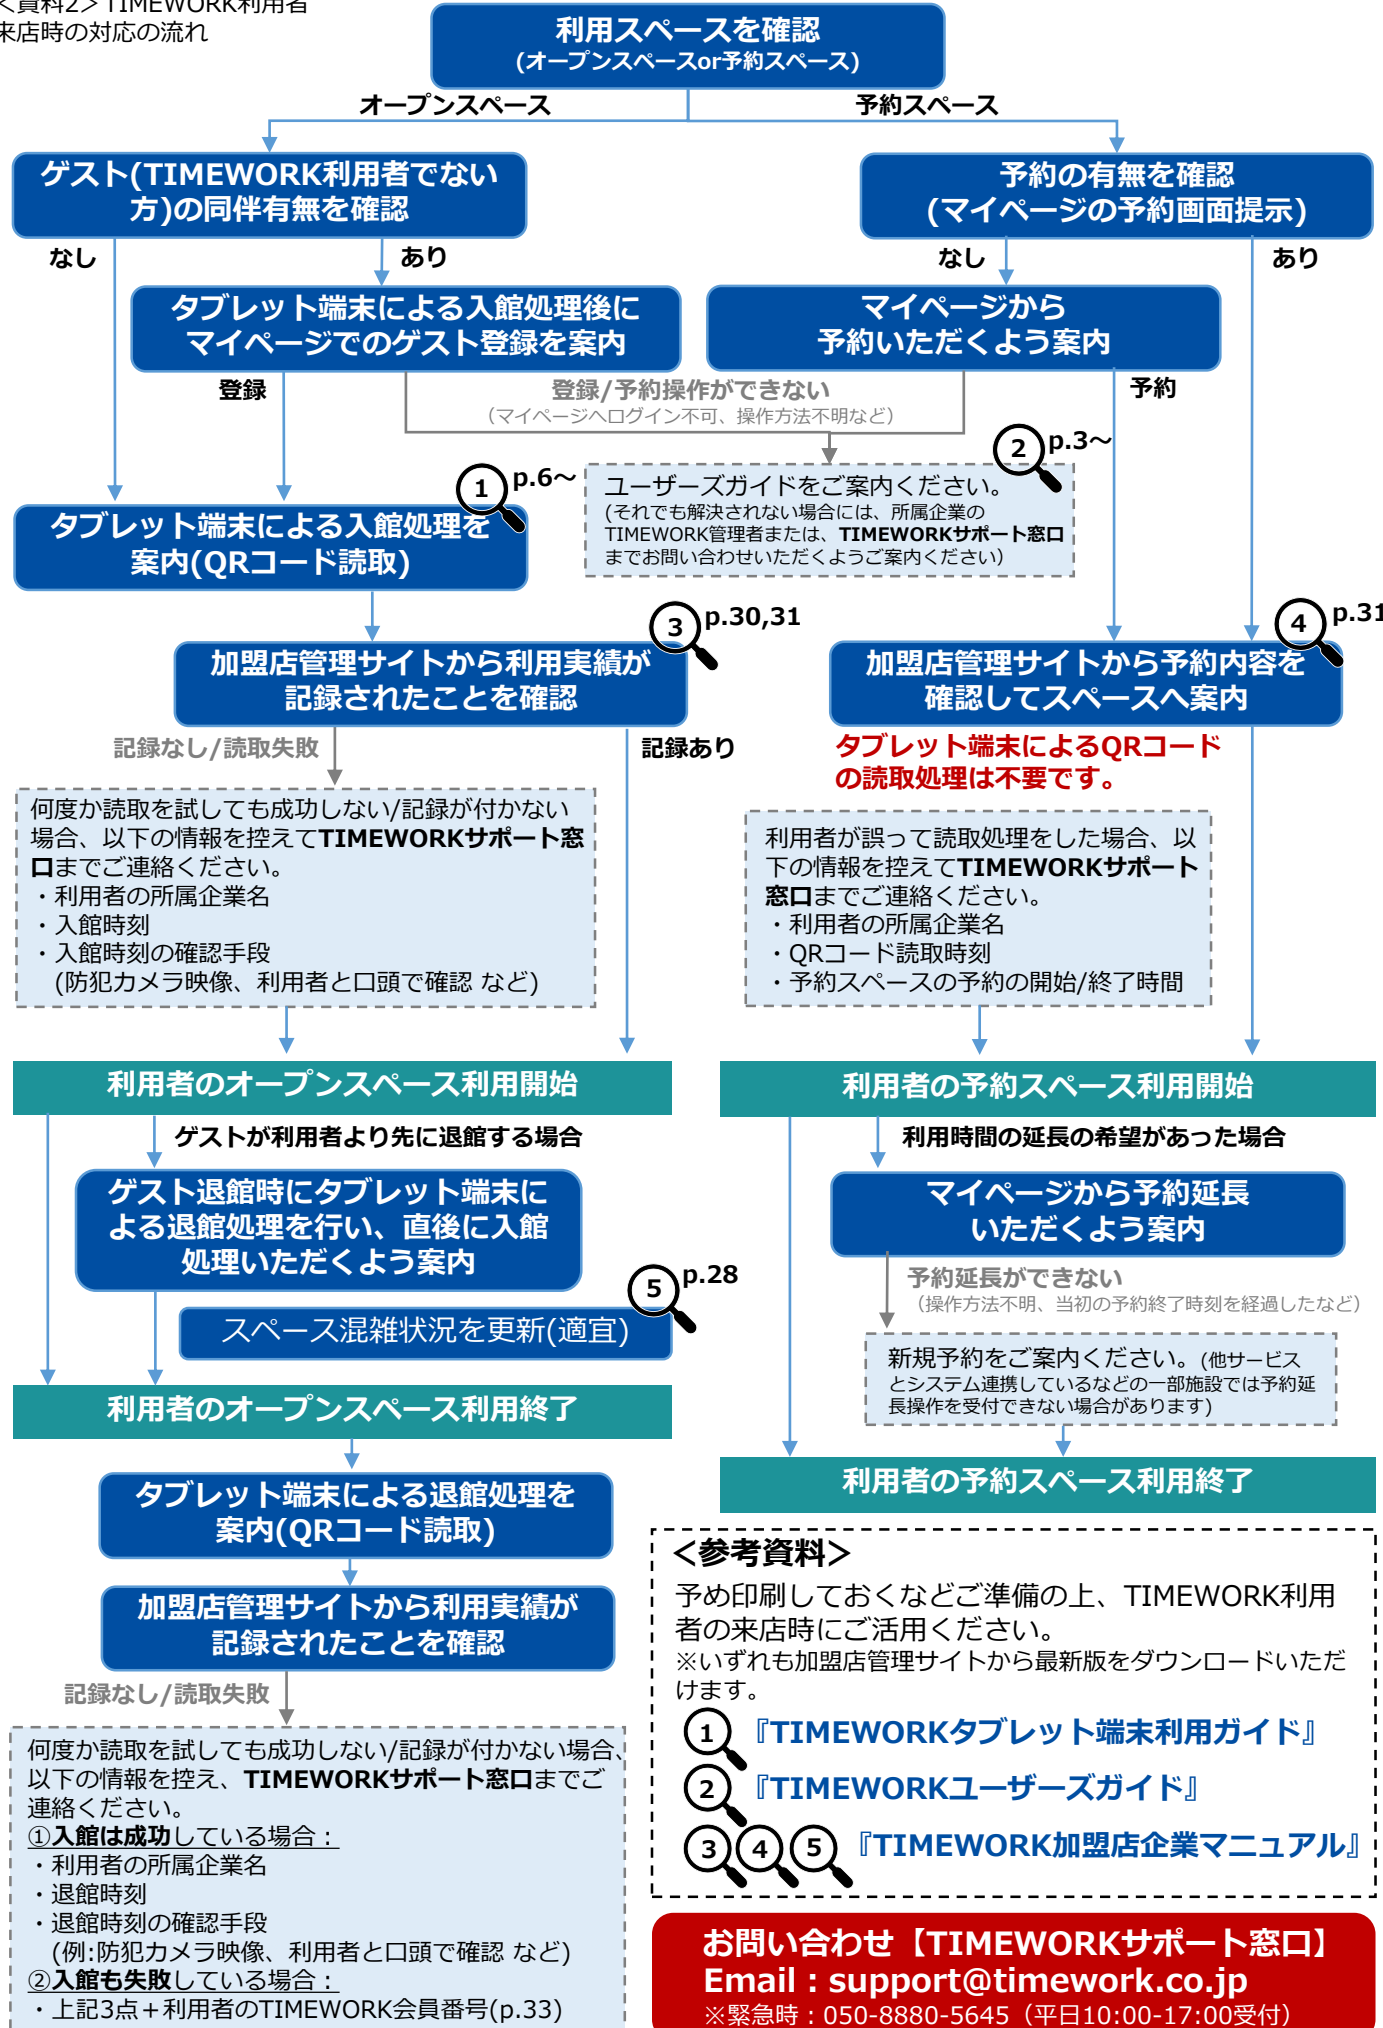 ＜資料2＞TIMEWORK利用者
来店時の対応の流れ
利用スペースを確認
(オープンスペースor予約スペース)
オープンスペース
予約スペース
ゲスト(TIMEWORK利用者でない
方)の同伴有無を確認
予約の有無を確認
(マイページの予約画面提示)
なし
あり
なし
あり
タブレット端末による入館処理後に
マイページでのゲスト登録を案内
マイページから
予約いただくよう案内
登録
登録/予約操作ができない
（マイページへログイン不可、操作方法不明など）
予約
1
p.6～
2
p.3～
ユーザーズガイドをご案内ください。
(それでも解決されない場合には、所属企業の
TIMEWORK管理者または、TIMEWORKサポート窓口
までお問い合わせいただくようご案内ください）
タブレット端末による入館処理を
案内(QRコード読取)
3
p.30,31
4
p.31
加盟店管理サイトから利用実績が
記録されたことを確認
加盟店管理サイトから予約内容を
確認してスペースへ案内
記録なし/読取失敗
記録あり
タブレット端末によるQRコード
の読取処理は不要です。
何度か読取を試しても成功しない/記録が付かない
場合、以下の情報を控えてTIMEWORKサポート窓
口までご連絡ください。
・利用者の所属企業名
・入館時刻
・入館時刻の確認手段
(防犯カメラ映像、利用者と口頭で確認 など)
利用者が誤って読取処理をした場合、以
下の情報を控えてTIMEWORKサポート
窓口までご連絡ください。
・利用者の所属企業名
・QRコード読取時刻
・予約スペースの予約の開始/終了時間
利用者のオープンスペース利用開始
利用者の予約スペース利用開始
ゲストが利用者より先に退館する場合
利用時間の延長の希望があった場合
ゲスト退館時にタブレット端末に
よる退館処理を行い、直後に入館
処理いただくよう案内
マイページから予約延長
いただくよう案内
5
p.28
スペース混雑状況を更新(適宜)
予約延長ができない
（操作方法不明、当初の予約終了時刻を経過したなど）
新規予約をご案内ください。(他サービス
とシステム連携しているなどの一部施設では予約延
長操作を受付できない場合があります)
利用者のオープンスペース利用終了
利用者の予約スペース利用終了
タブレット端末による退館処理を
案内(QRコード読取)
加盟店管理サイトから利用実績が
記録されたことを確認
記録なし/読取失敗
何度か読取を試しても成功しない/記録が付かない場合、
以下の情報を控え、TIMEWORKサポート窓口までご
連絡ください。
①入館は成功している場合：
・利用者の所属企業名
・退館時刻
・退館時刻の確認手段
(例:防犯カメラ映像、利用者と口頭で確認 など)
②入館も失敗している場合：
・上記3点＋利用者のTIMEWORK会員番号(p.33)
＜参考資料＞
予め印刷しておくなどご準備の上、TIMEWORK利用
者の来店時にご活用ください。
※いずれも加盟店管理サイトから最新版をダウンロードいただ
けます。
1 『TIMEWORKタブレット端末利用ガイド』
2 『TIMEWORKユーザーズガイド』
3 4 5 『TIMEWORK加盟店企業マニュアル』
お問い合わせ【TIMEWORKサポート窓口】
Email：support@timework.co.jp
※緊急時：050-8880-5645（平日10:00-17:00受付）